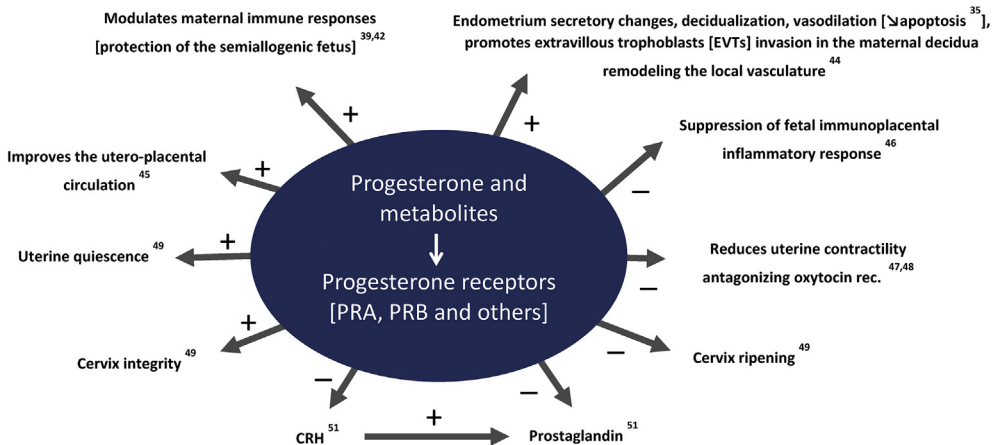 Modulates maternal immune responses
[protection of the semiallogenic fetus] 39,42
Endometrium secretory changes, decidualization, vasodilation [↘apoptosis 35],
promotes extravillous trophoblasts [EVTs] invasion in the maternal decidua
remodeling the local vasculature 44
+
+
Suppression of fetal immunoplacental
inflammatory response 46
−
Improves the utero-placental
circulation 45
+
Progesterone and
metabolites
↓
Progesterone receptors
[PRA, PRB and others]
Uterine quiescence 49
+
Reduces uterine contractility
antagonizing oxytocin rec. 47,48
−
Cervix integrity 49
+
Cervix ripening 49
−
−
−
CRH 51
+
Prostaglandin 51